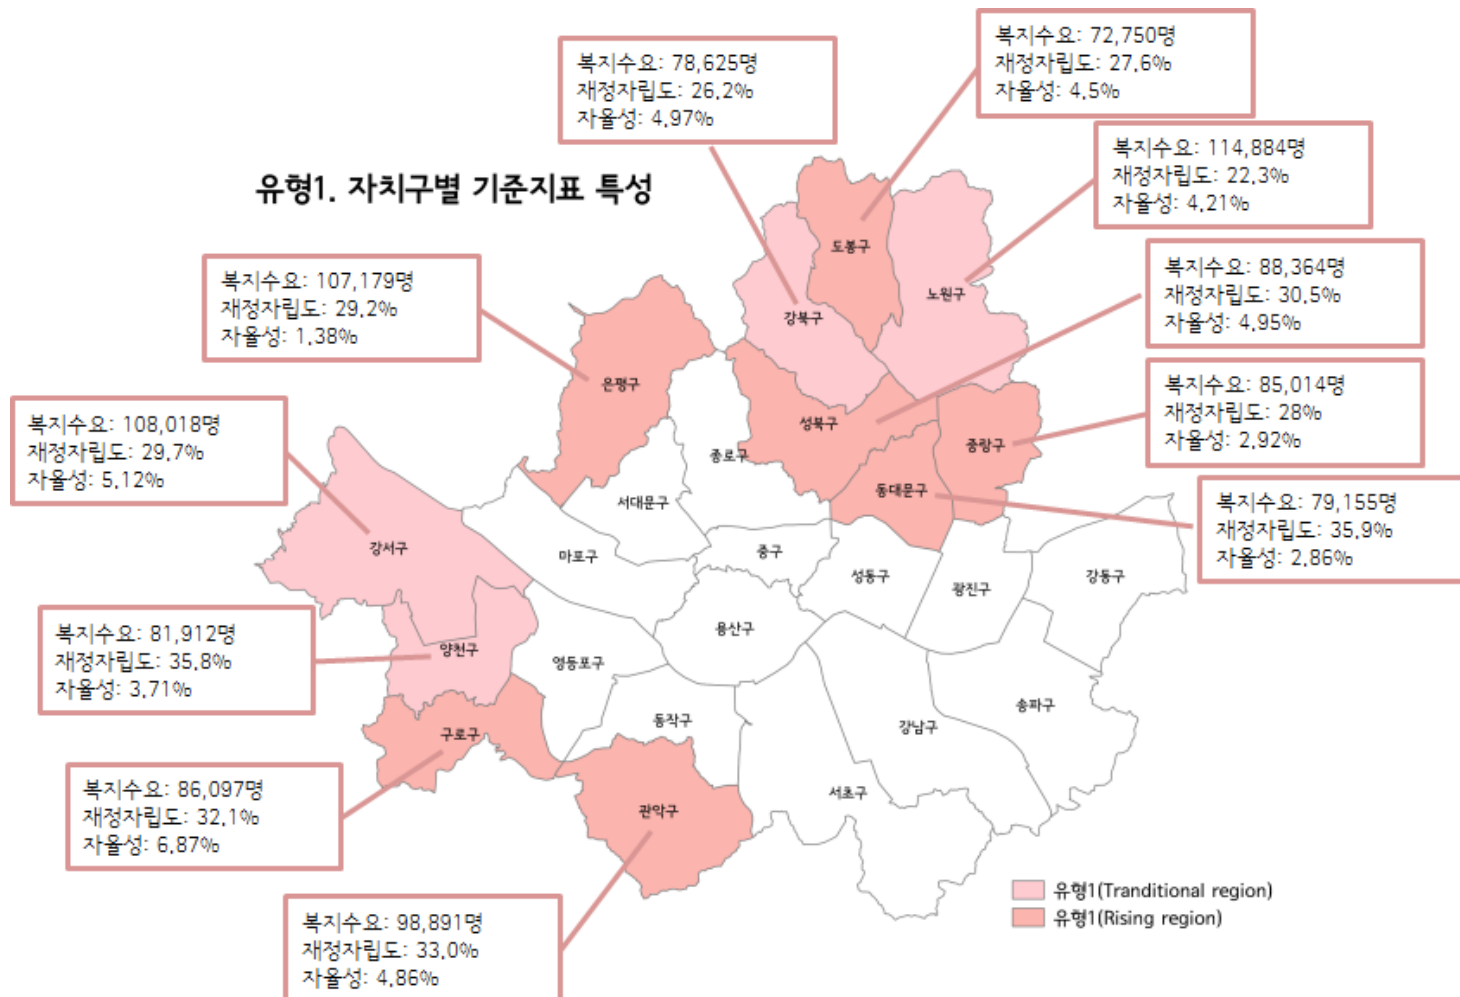 복지수요: 72,750명
재정자립도: 27.6%
자율성: 4.5%
복지수요: 78,625명
재정자립도: 26.2%
자율성: 4.97%
복지수요: 114,884명
재정자립도: 22.3%
자율성: 4.21%
유형1. 자치구별 기준지표 특성
복지수요: 88,364명
재정자립도: 30.5%
자율성: 4.95%
복지수요: 107,179명
재정자립도: 29.2%
자율성: 1.38%
복지수요: 85,014명
재정자립도: 28%
자율성: 2.92%
복지수요: 108,018명
재정자립도: 29.7%
자율성: 5.12%
복지수요: 79,155명
재정자립도: 35.9%
자율성: 2.86%
복지수요: 81,912명
재정자립도: 35.8%
자율성: 3.71%
복지수요: 86,097명
재정자립도: 32.1%
자율성: 6.87%
복지수요: 98,891명
재정자립도: 33.0%
자율성: 4.86%
도봉구
노원구
강북구
은평구
성북구
중랑구
종로구
동대문구
서대문구
강서구
마포구
중구
성동구
광진구
강동구
용산구
양천구
영등포구
송파구
동작구
강남구
구로구
서초구
관악구
유형1(Tranditional region)
유형1(Rising region)